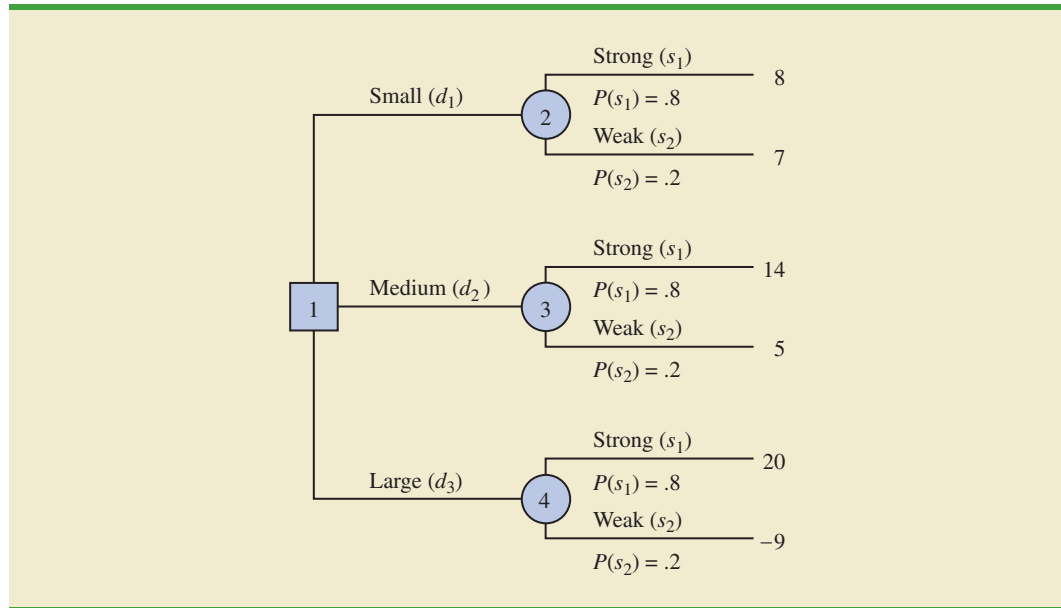 Strong (s1)
8
Small (d1)
P(s1) = .8
2
Weak (s2)
7
P(s2) = .2
Strong (s1)
14
Medium (d2)
P(s1) = .8
1
3
Weak (s2)
5
P(s2) = .2
Strong (s1)
20
Large (d3)
P(s1) = .8
4
Weak (s2)
–9
P(s2) = .2